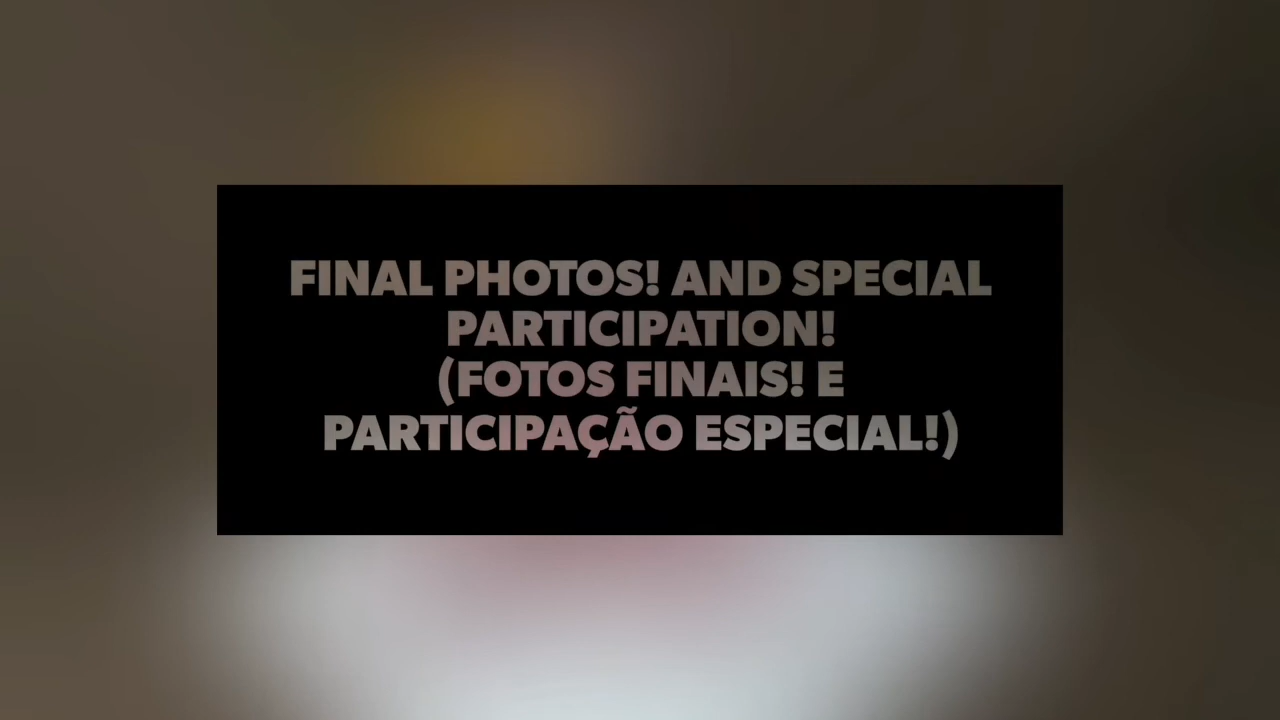 FINAL PHOTOS! AND SPECIAL
PARTICIPATION!
(FOTOS FINAIS! E
PARTICIPAÇÃO ESPECIAL!)